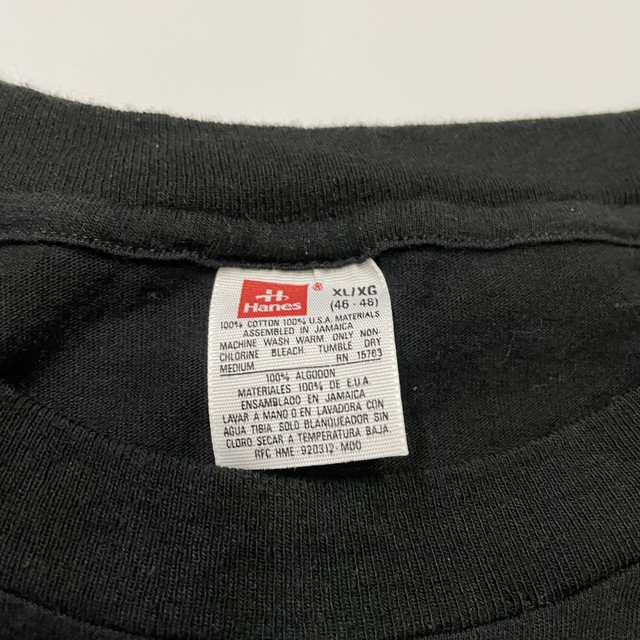 H
Hanes
® XL/XG
(46-48)
100% COTTON 100% U.S.A. MATERIALS
ASSEMBLED IN JAMAICA
MACHINE WASH WARM ONLY NON-
CHLORINE BLEACH, TUMBLE DRY
MEDIUM. RN 15763
100% ALGODON
MATERIALES 100% DE E.U.A
ENSAMBLADO EN JAMAICA
LAVAR A MANO O EN LAVADORA CON
AGUA TIBIA, SOLO BLANQUEADOR SIN
CLORO SECAR A TEMPERATURA BAJA
RFC HME-920312-MD0